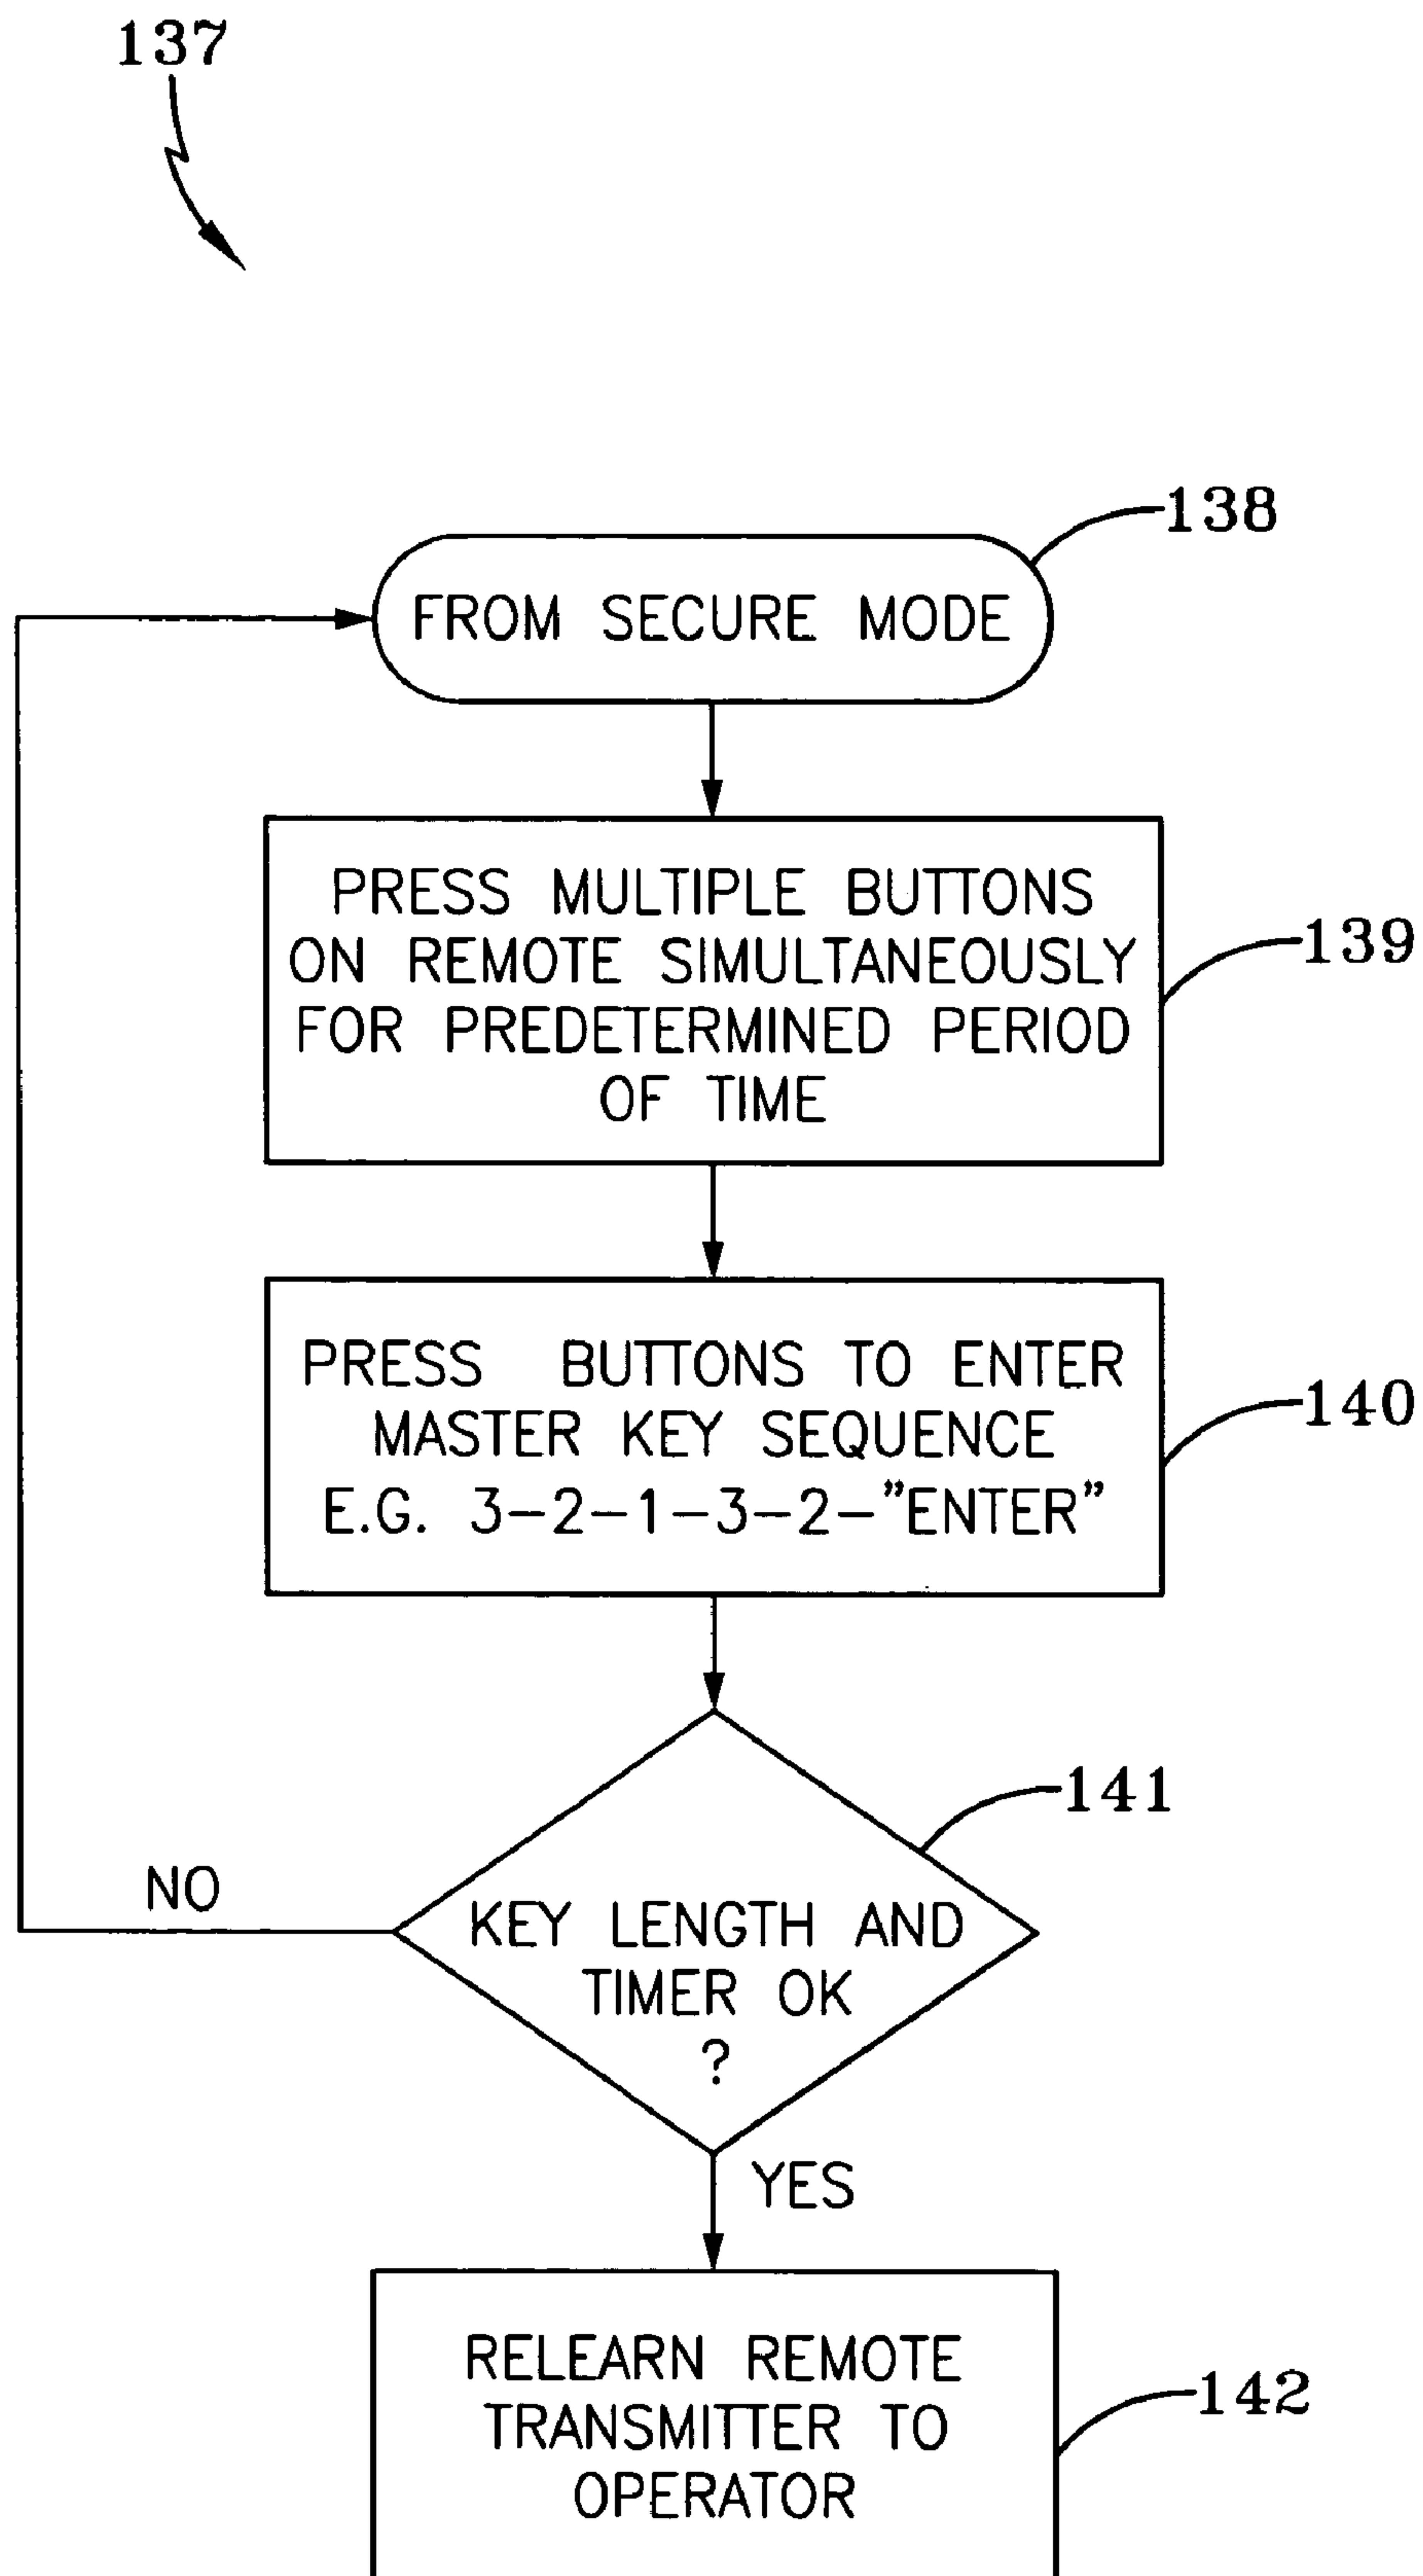 137
138
FROM SECURE MODE
PRESS MULTIPLE BUTTONS
ON REMOTE SIMULTANEOUSLY
FOR PREDETERMINED PERIOD
OF TIME
139
PRESS BUTTONS TO ENTER
MASTER KEY SEQUENCE
E.G. 3-2-1-3-2-"ENTER"
140
141
NO
KEY LENGTH AND
TIMER OK
?
YES
RELEARN REMOTE
TRANSMITTER TO
OPERATOR
142